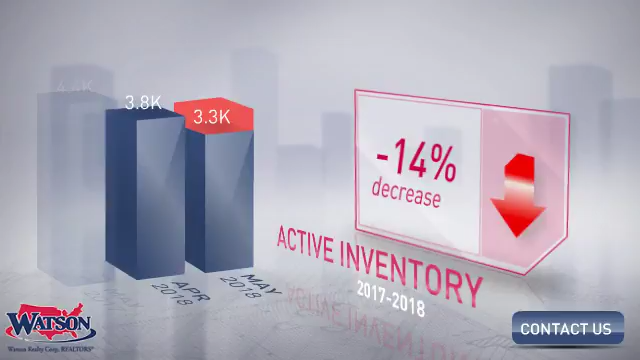 3.8K
3.3K
APR
2018
MAY
2018
-14%
decrease
ACTIVE INVENTORY
2017-2018
WATSON
Watson Realty Corp. REALTORS®
CONTACT US